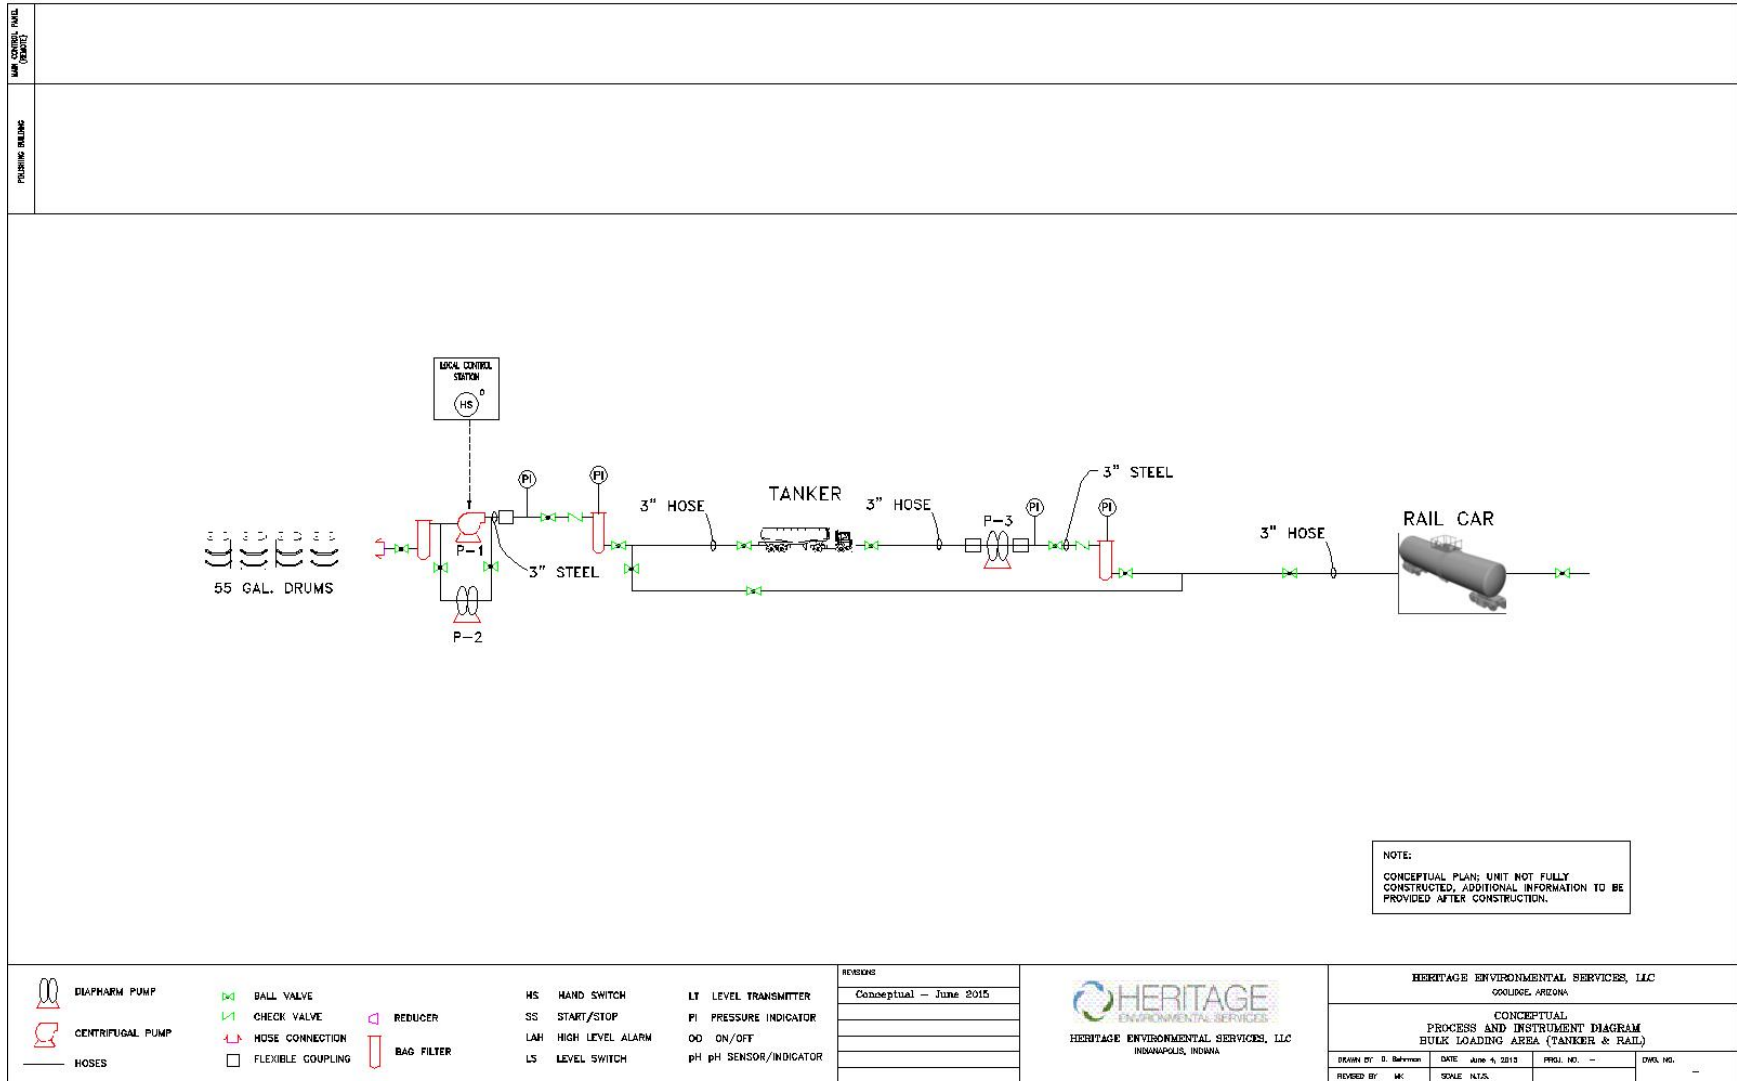 MAIN CONTROL PANEL
(REMOTE)
POLISHING BUILDING
LOCAL CONTROL
STATION
HS
PI
PI
P-1
3" STEEL
P-2
55 GAL. DRUMS
3" HOSE
TANKER
3" HOSE
P-3
PI
3" STEEL
PI
3" HOSE
RAIL CAR
NOTE:
CONCEPTUAL PLAN; UNIT NOT FULLY
CONSTRUCTED, ADDITIONAL INFORMATION TO BE
PROVIDED AFTER CONSTRUCTION.
DIAPHARM PUMP
CENTRIFUGAL PUMP
HOSES
BALL VALVE
CHECK VALVE
HOSE CONNECTION
FLEXIBLE COUPLING
REDUCER
BAG FILTER
HS HAND SWITCH
SS START/STOP
LAH HIGH LEVEL ALARM
LS LEVEL SWITCH
LT LEVEL TRANSMITTER
PI PRESSURE INDICATOR
OO ON/OFF
pH pH SENSOR/INDICATOR
REVISIONS
Conceptual - June 2015
HERITAGE
ENVIRONMENTAL SERVICES
HERITAGE ENVIRONMENTAL SERVICES, LLC
INDIANAPOLIS, INDIANA
HERITAGE ENVIRONMENTAL SERVICES, LLC
COOLIDGE, ARIZONA
CONCEPTUAL
PROCESS AND INSTRUMENT DIAGRAM
BULK LOADING AREA (TANKER & RAIL)
DRAWN BY D. Bahrman DATE June 4, 2015 PROJ. NO. - DWG. NO. -
REVISED BY MK SCALE N.T.S.